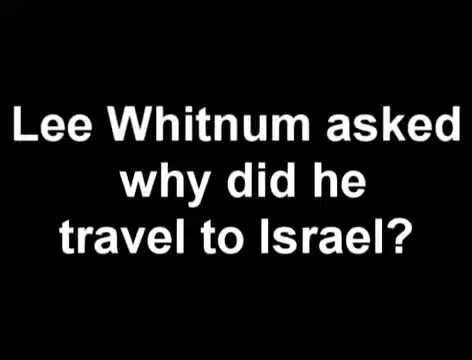 Lee Whitnum asked
why did he
travel to Israel?